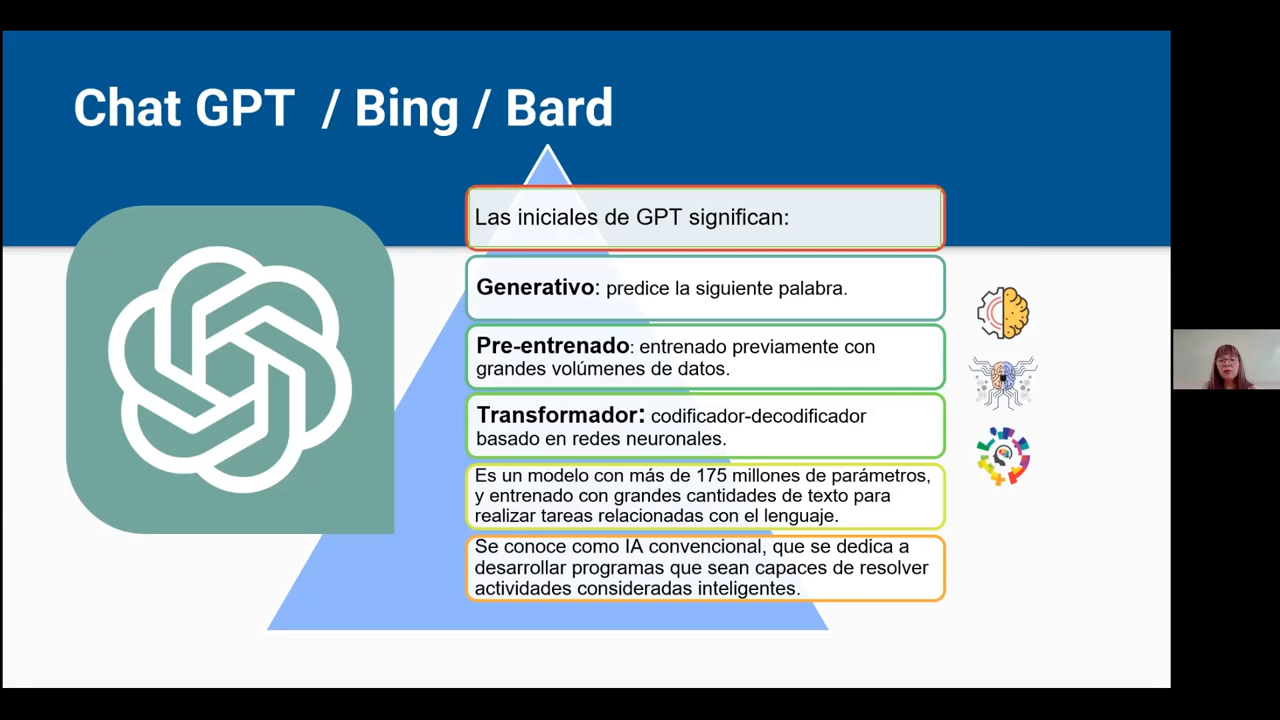 Chat GPT / Bing / Bard
Las iniciales de GPT significan:
Generativo: predice la siguiente palabra.
Pre-entrenado: entrenado previamente con
grandes volúmenes de datos.
Transformador: codificador-decodificador
basado en redes neuronales.
Es un modelo con más de 175 millones de parámetros,
y entrenado con grandes cantidades de texto para
realizar tareas relacionadas con el lenguaje.
Se conoce como IA convencional, que se dedica a
desarrollar programas que sean capaces de resolver
actividades consideradas inteligentes.